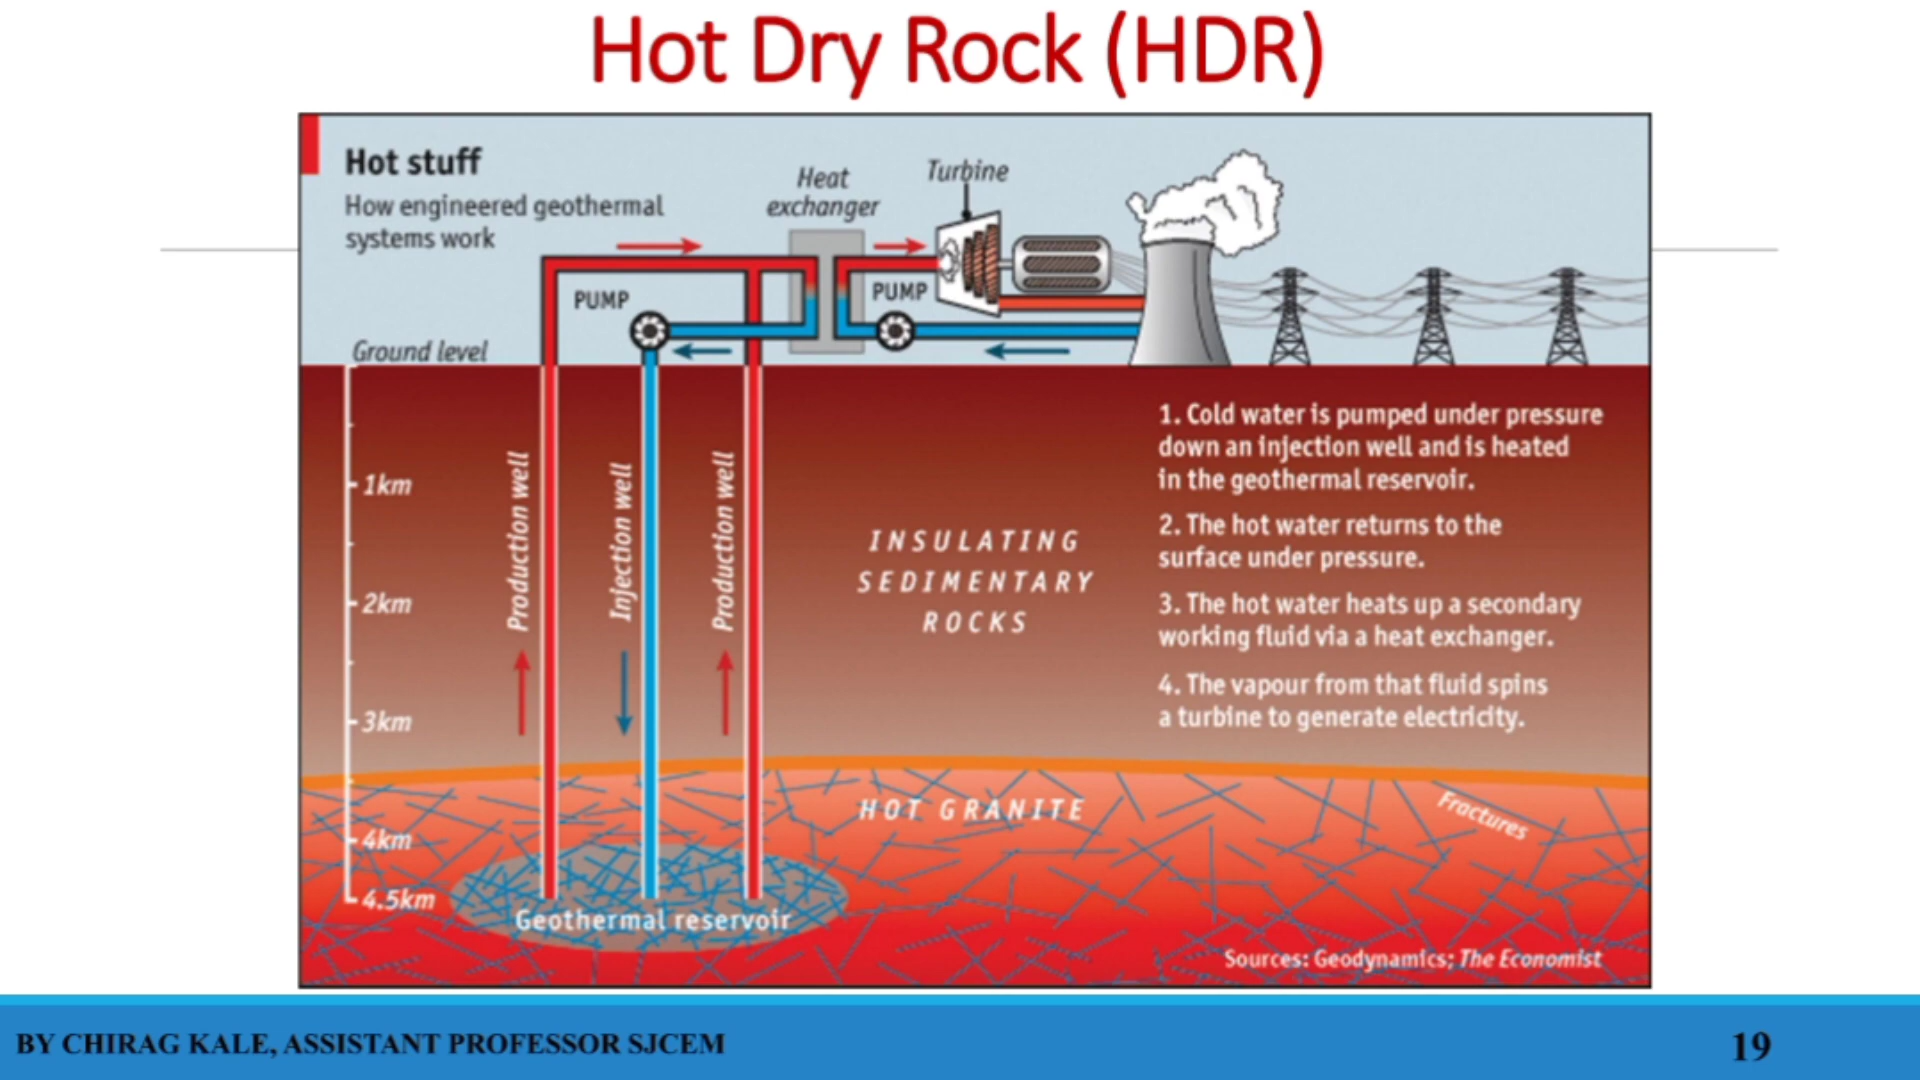 Hot Dry Rock (HDR)
Hot stuff
How engineered geothermal
systems work
Heat
exchanger
Turbine
PUMP
PUMP
Ground level
1km
2km
3km
4km
4.5km
Production well
Injection well
Production well
INSULATING
SEDIMENTARY
ROCKS
1. Cold water is pumped under pressure
down an injection well and is heated
in the geothermal reservoir.
2. The hot water returns to the
surface under pressure.
3. The hot water heats up a secondary
working fluid via a heat exchanger.
4. The vapour from that fluid spins
a turbine to generate electricity.
HOT GRANITE
Fractures
Geothermal reservoir
Sources: Geodynamics; The Economist
BY CHIRAG KALE, ASSISTANT PROFESSOR SJCEM
19